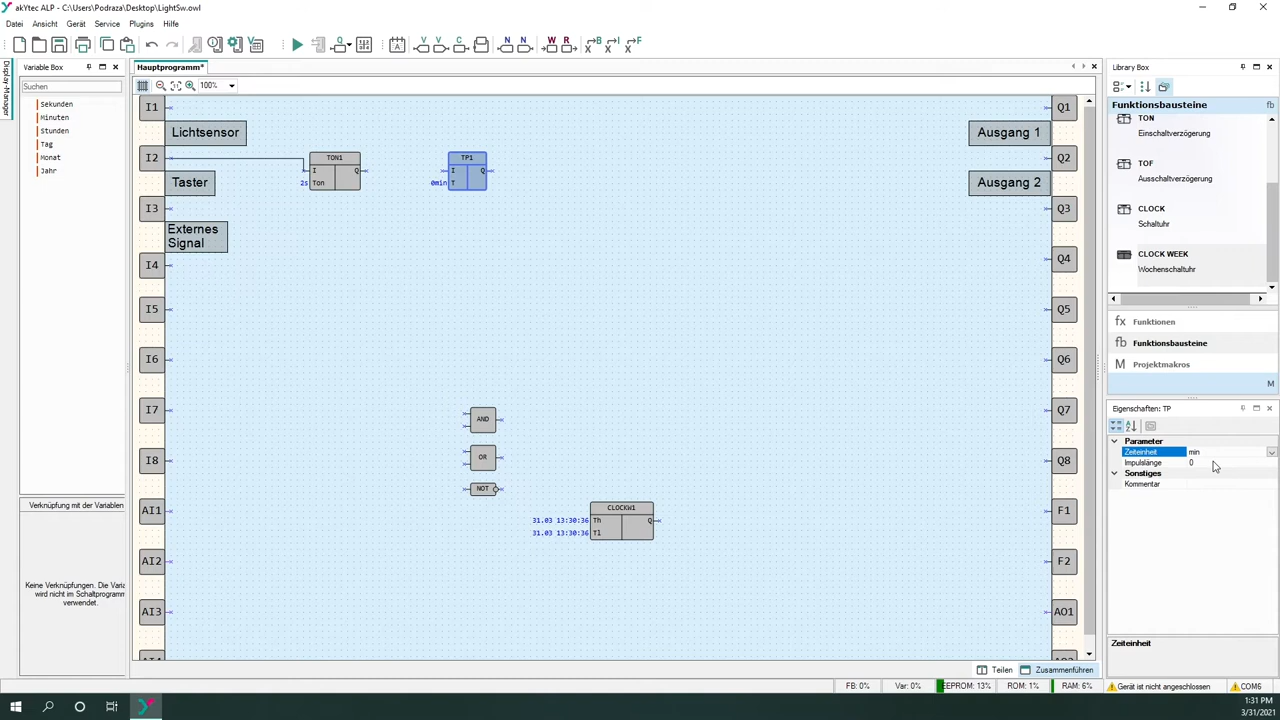 akYtec ALP - C:\Users\Podraza\Desktop\LightSw.owl
Datei Ansicht Gerät Service Plugins Hilfe
Display-Manager
Variable Box
Suchen
Sekunden
Minuten
Stunden
Tag
Monat
Jahr
Verknüpfung mit der Variablen
Keine Verknüpfungen. Die Varia
wird nicht im Schaltprogramm
verwendet.
Hauptprogramm*
100%
I1
Lichtsensor
I2
Taster
I3
Externes
Signal
I4
I5
I6
I7
I8
AI1
AI2
AI3
TON1
I Q
2s Ton
TP1
I Q
0min T
AND
OR
NOT
CLOCKW1
31.03 13:30:36 Th Q
31.03 13:30:36 Tl
Q1
Ausgang 1
Q2
Ausgang 2
Q3
Q4
Q5
Q6
Q7
Q8
F1
F2
AO1
Teilen Zusammenführen
Library Box
Funktionsbausteine fb
TON
Einschaltverzögerung
TOF
Ausschaltverzögerung
CLOCK
Schaltuhr
CLOCK WEEK
Wochenschaltuhr
fx Funktionen
fb Funktionsbausteine
M Projektmakros
M
Eigenschaften: TP
Parameter
Zeiteinheit min
Impulslänge 0
Sonstiges
Kommentar
Zeiteinheit
FB: 0% Var: 0% EEPROM: 13% ROM: 1% RAM: 6% Gerät ist nicht angeschlossen COM6
1:31 PM
3/31/2021